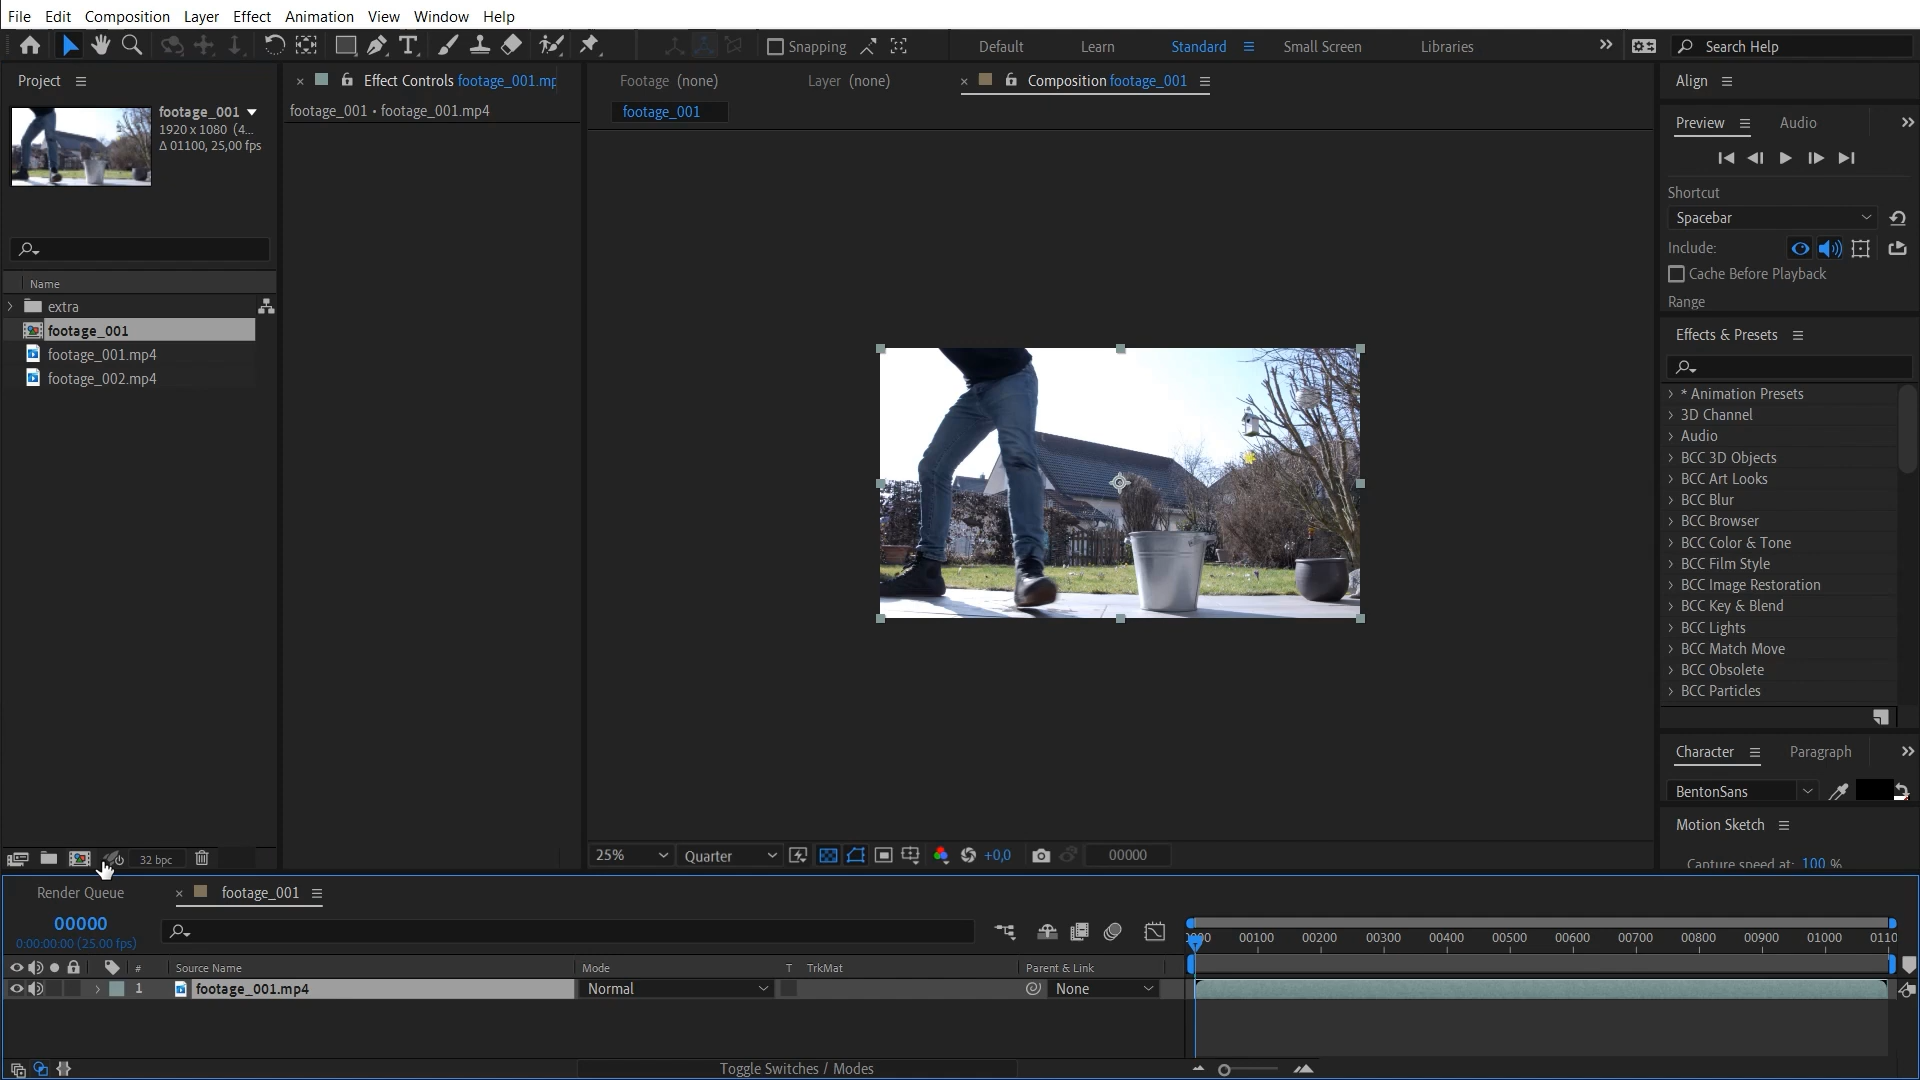 File Edit Composition Layer Effect Animation View Window Help
Snapping
Default Learn Standard Small Screen Libraries
Search Help
Project
footage_001
1920 x 1080 (4...
Δ 01100, 25,00 fps
Name
extra
footage_001
footage_001.mp4
footage_002.mp4
32 bpc
Effect Controls footage_001.mp
footage_001 • footage_001.mp4
Footage (none)
Layer (none)
Composition footage_001
footage_001
25%
Quarter
+0,0
00000
Align
Preview
Audio
Shortcut
Spacebar
Include:
Cache Before Playback
Range
Effects & Presets
* Animation Presets
3D Channel
Audio
BCC 3D Objects
BCC Art Looks
BCC Blur
BCC Browser
BCC Color & Tone
BCC Film Style
BCC Image Restoration
BCC Key & Blend
BCC Lights
BCC Match Move
BCC Obsolete
BCC Particles
Character
Paragraph
BentonSans
Motion Sketch
Capture speed at: 100 %
Render Queue
footage_001
00000
0:00:00:00 (25.00 fps)
00100 00200 00300 00400 00500 00600 00700 00800 00900 01000
# Source Name Mode T TrkMat Parent & Link
1 footage_001.mp4 Normal None
Toggle Switches / Modes